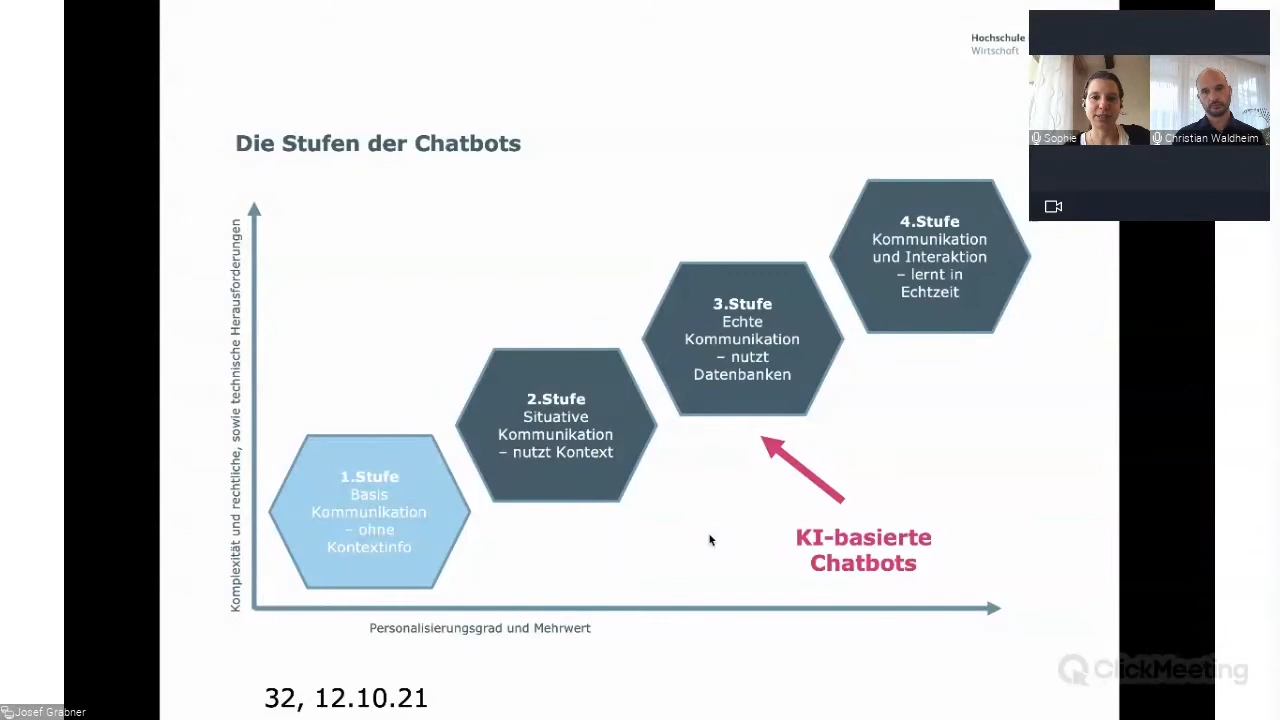 Hochschule
Wirtschaft
Sophie
Christian Waldheim
Die Stufen der Chatbots
Komplexität und rechtliche, sowie technische Herausforderungen
1.Stufe
Basis
Kommunikation
– ohne
Kontextinfo
2.Stufe
Situative
Kommunikation
– nutzt Kontext
3.Stufe
Echte
Kommunikation
– nutzt
Datenbanken
4.Stufe
Kommunikation
und Interaktion
– lernt in
Echtzeit
KI-basierte
Chatbots
Personalisierungsgrad und Mehrwert
ClickMeeting
32, 12.10.21
Josef Grabner